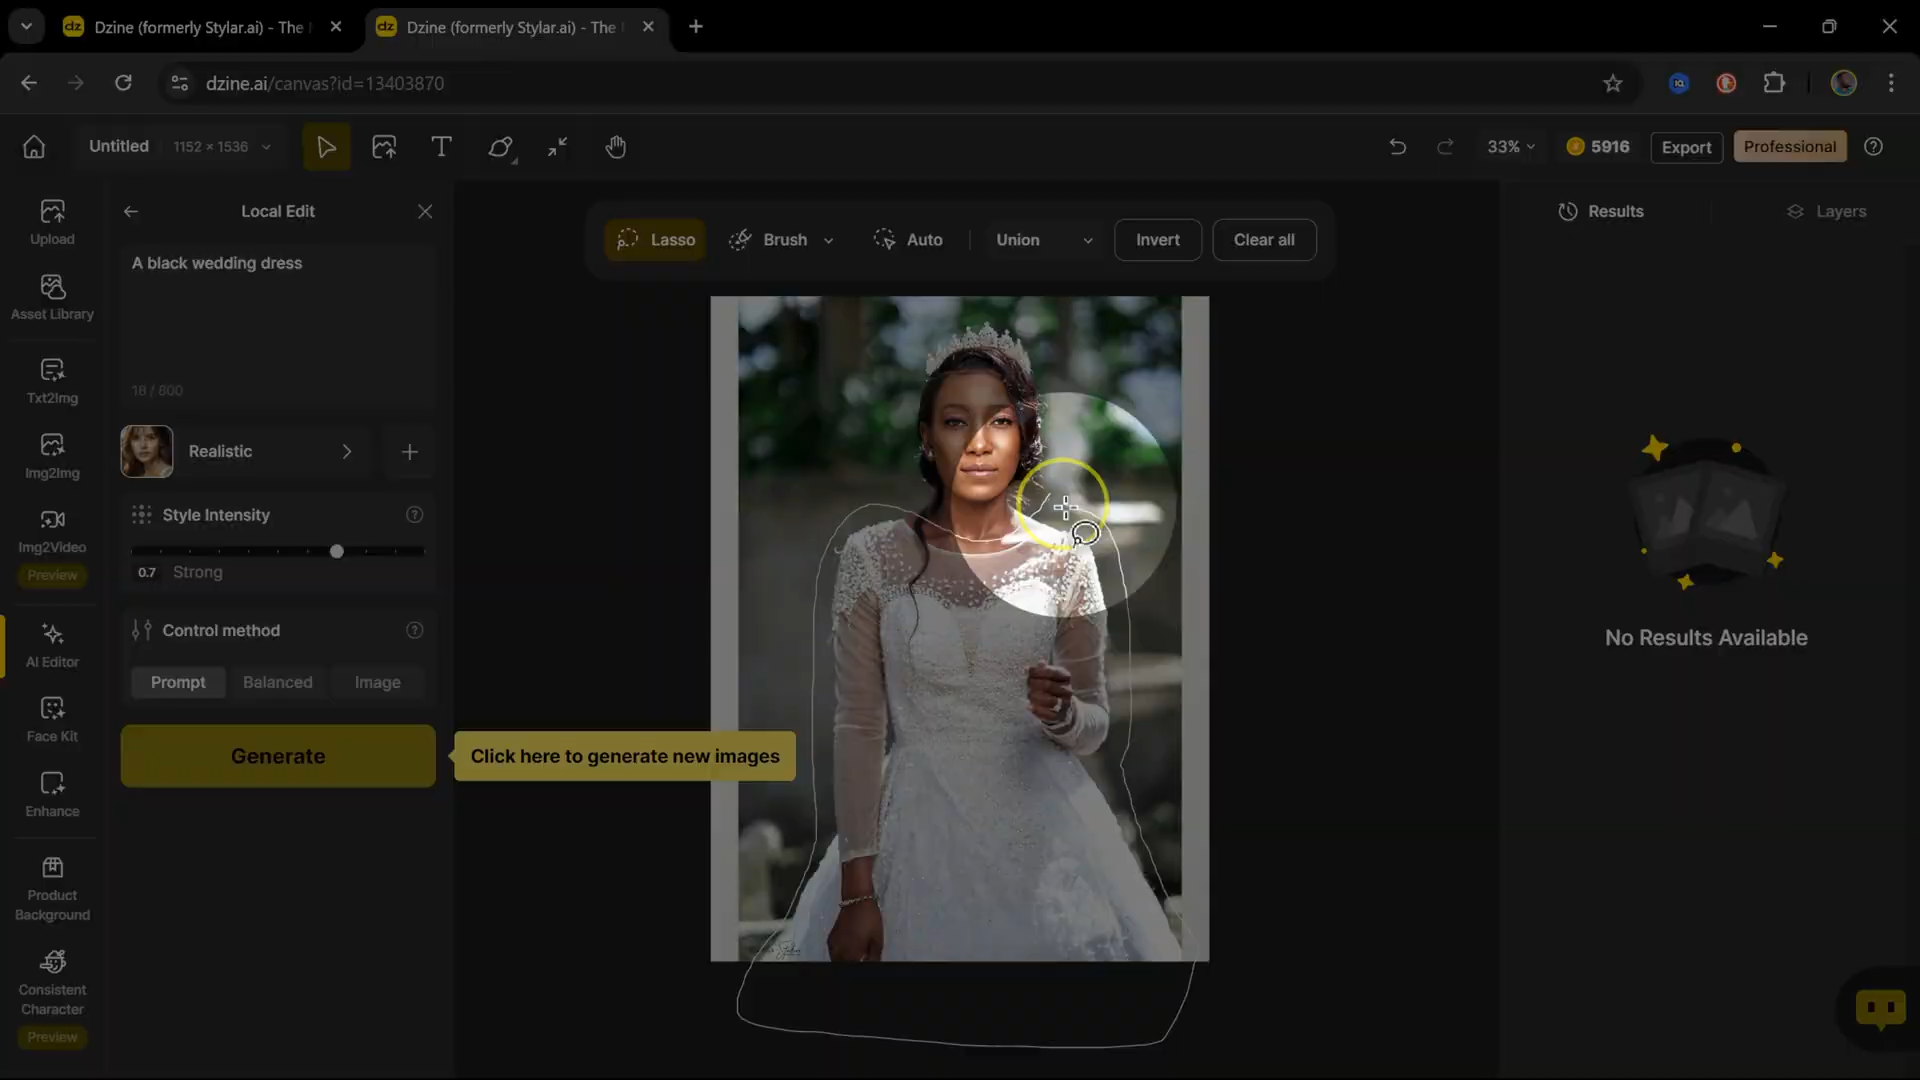 Dzine (formerly Stylar.ai) - The
Dzine (formerly Stylar.ai) - The
dzine.ai/canvas?id=13403870
Untitled
1152 × 1536
33%
5916
Export
Professional
Upload
Asset Library
Txt2Img
Img2Img
Img2Video
Preview
AI Editor
Face Kit
Enhance
Product
Background
Consistent
Character
Preview
Local Edit
A black wedding dress
18 / 800
Realistic
Style Intensity
0.7 Strong
Control method
Prompt Balanced Image
Generate
Click here to generate new images
Lasso
Brush
Auto
Union
Invert
Clear all
Results
Layers
No Results Available